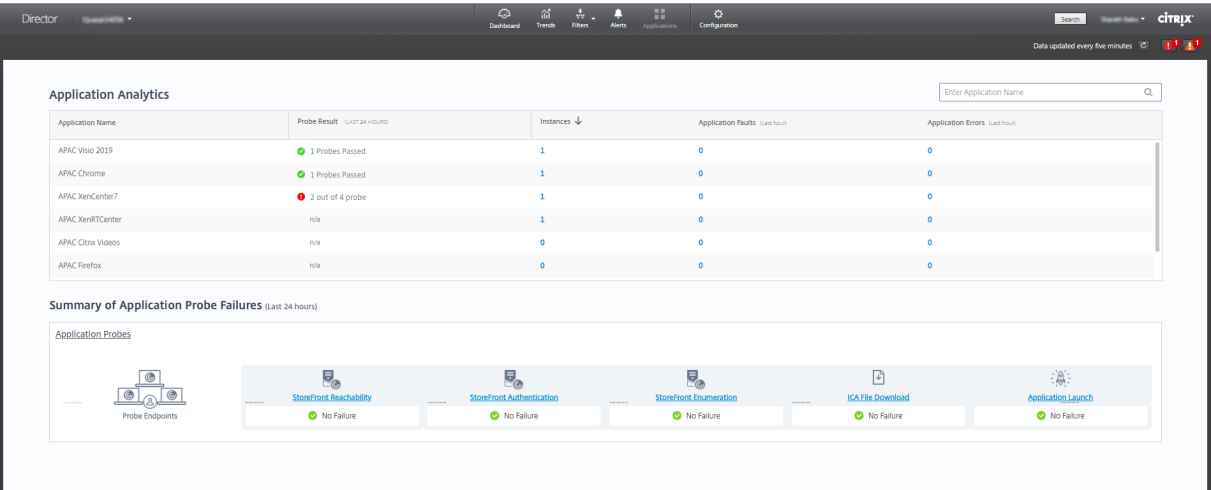 Director
Dashboard Trends Filters Alerts Applications Configuration
Search
CİTRIX
Data updated every five minutes
1 1
Application Analytics
Enter Application Name
Application Name Probe Result (LAST 24 HOURS) Instances Application Faults (Last hour) Application Errors (Last hour)
APAC Visio 2019 1 Probes Passed 1 0 0
APAC Chrome 1 Probes Passed 1 0 0
APAC XenCenter7 2 out of 4 probe 1 0 0
APAC XenRTCenter n/a 1 0 0
APAC Citrix Videos n/a 0 0 0
APAC Firefox n/a 0 0 0
Summary of Application Probe Failures (Last 24 hours)
Application Probes
Probe Endpoints
StoreFront Reachability StoreFront Authentication StoreFront Enumeration ICA File Download Application Launch
No Failure No Failure No Failure No Failure No Failure